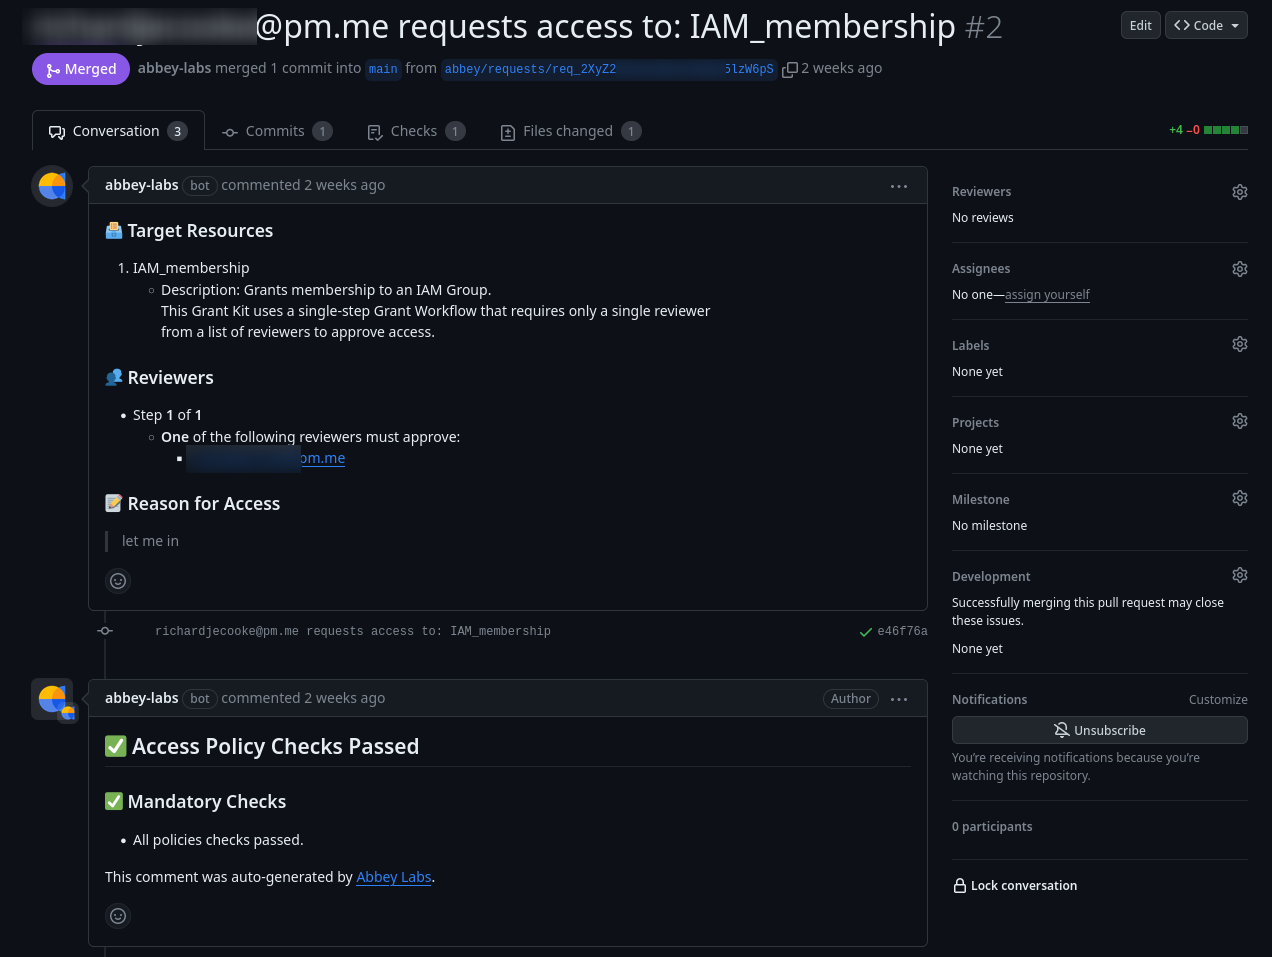 @pm.me requests access to: IAM_membership #2
Edit
Code
Merged
abbey-labs merged 1 commit into main from abbey/requests/req_2XyZ2 5lzW6pS 2 weeks ago
Conversation 3
Commits 1
Checks 1
Files changed 1
+4 −0
abbey-labs bot commented 2 weeks ago
Target Resources
1. IAM_membership
Description: Grants membership to an IAM Group.
This Grant Kit uses a single-step Grant Workflow that requires only a single reviewer
from a list of reviewers to approve access.
Reviewers
Step 1 of 1
One of the following reviewers must approve:
pm.me
Reason for Access
let me in
richardjecooke@pm.me requests access to: IAM_membership
e46f76a
abbey-labs bot commented 2 weeks ago
Author
Access Policy Checks Passed
Mandatory Checks
All policies checks passed.
This comment was auto-generated by Abbey Labs.
Reviewers
No reviews
Assignees
No one—assign yourself
Labels
None yet
Projects
None yet
Milestone
No milestone
Development
Successfully merging this pull request may close
these issues.
None yet
Notifications
Customize
Unsubscribe
You're receiving notifications because you're
watching this repository.
0 participants
Lock conversation